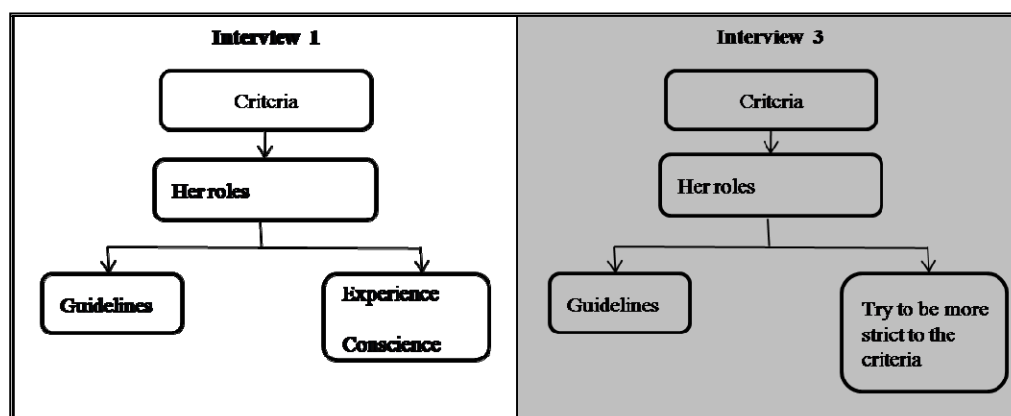 Interview 1
Criteria
Her roles
Guidelines
Experience
Conscience
Interview 3
Criteria
Her roles
Guidelines
Try to be more
strict to the
criteria